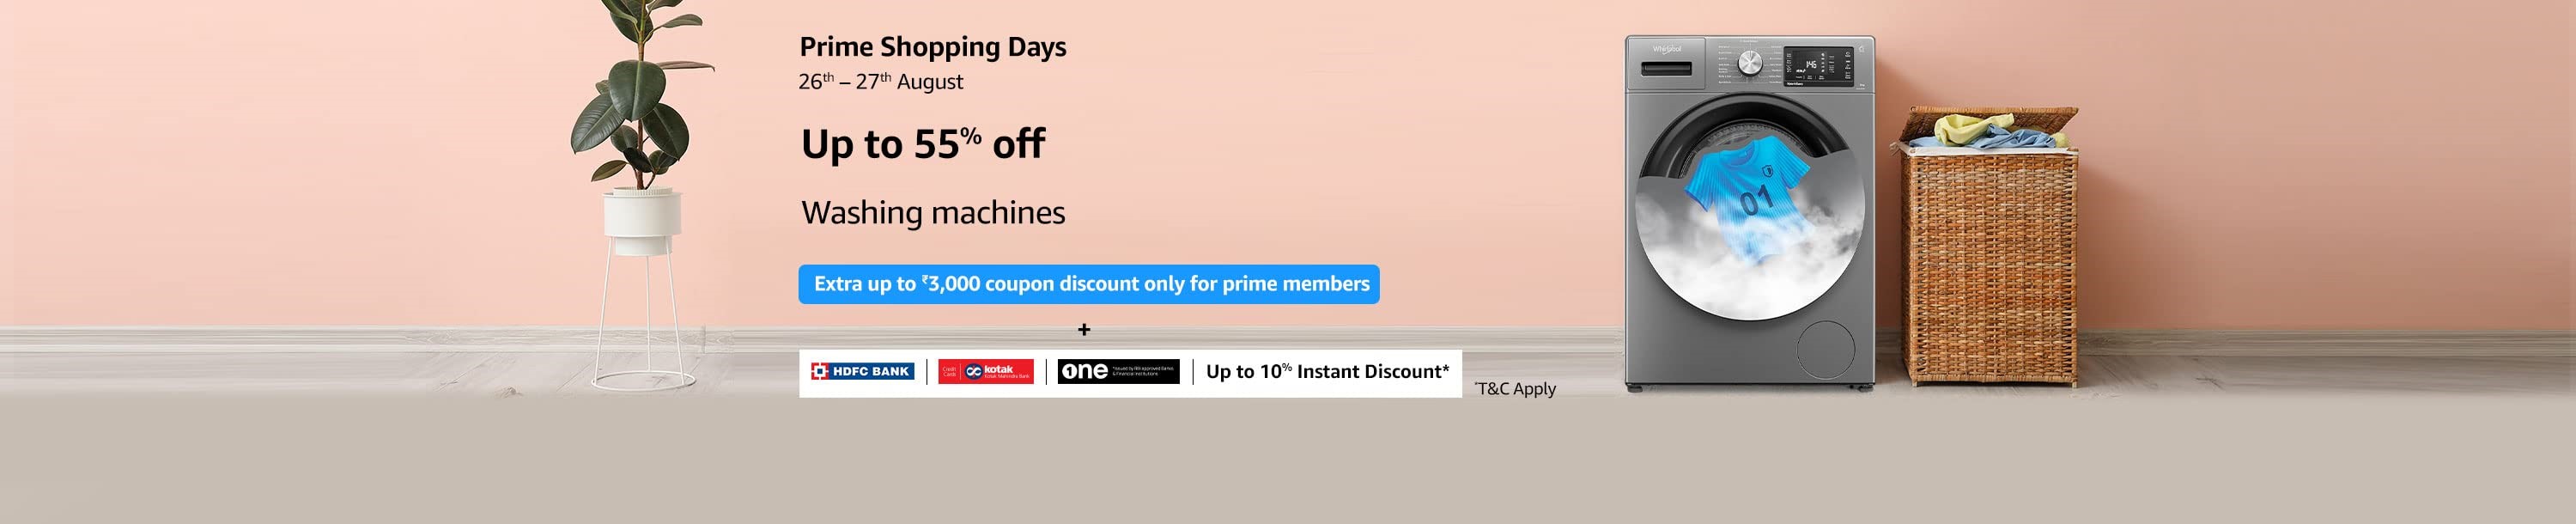 Prime Shopping Days
26th – 27th August
Up to 55% off
Washing machines
Extra up to ₹3,000 coupon discount only for prime members
+
HDFC BANK
Credit Cards kotak
Kotak Mahindra Bank
one
Up to 10% Instant Discount*
*T&C Apply
Whirlpool
01